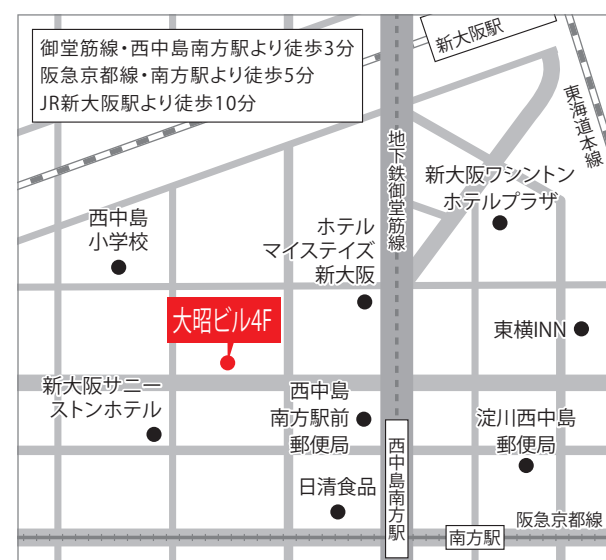 御堂筋線・西中島南方駅より徒歩3分
阪急京都線・南方駅より徒歩5分
JR新大阪駅より徒歩10分
新大阪駅
東海道本線
地下鉄御堂筋線
新大阪ワシントン
ホテルプラザ
西中島
小学校
ホテル
マイステイズ
新大阪
大昭ビル4F
東横INN
新大阪サニー
ストンホテル
西中島
南方駅前
郵便局
淀川西中島
郵便局
西中島南方駅
日清食品
阪急京都線
南方駅